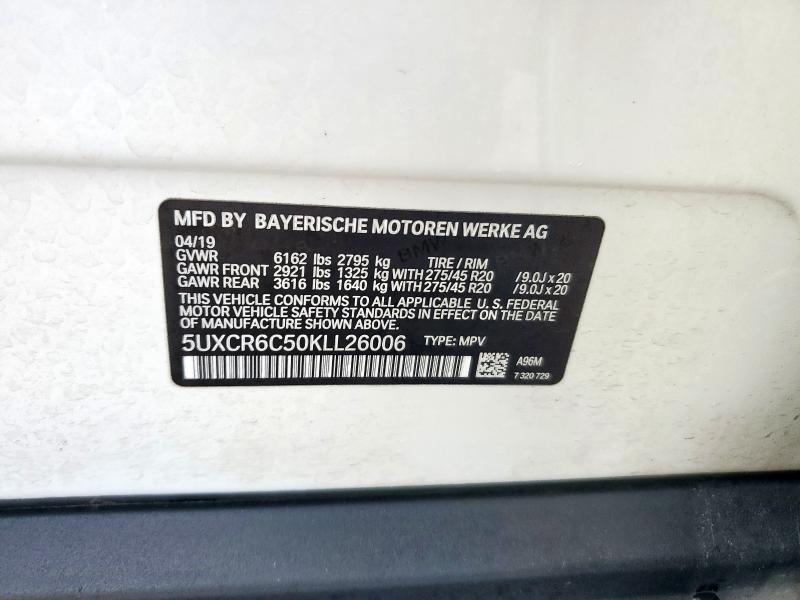 MFD BY BAYERISCHE MOTOREN WERKE AG
04/19
GVWR 6162 lbs 2795 kg TIRE / RIM
GAWR FRONT 2921 lbs 1325 kg WITH 275/45 R20 /9.0J x 20
GAWR REAR 3616 lbs 1640 kg WITH 275/45 R20 /9.0J x 20
THIS VEHICLE CONFORMS TO ALL APPLICABLE U. S. FEDERAL
MOTOR VEHICLE SAFETY STANDARDS IN EFFECT ON THE DATE
OF MANUFACTURE SHOWN ABOVE.
5UXCR6C50KLL26006 TYPE: MPV
A96M
7 320 729